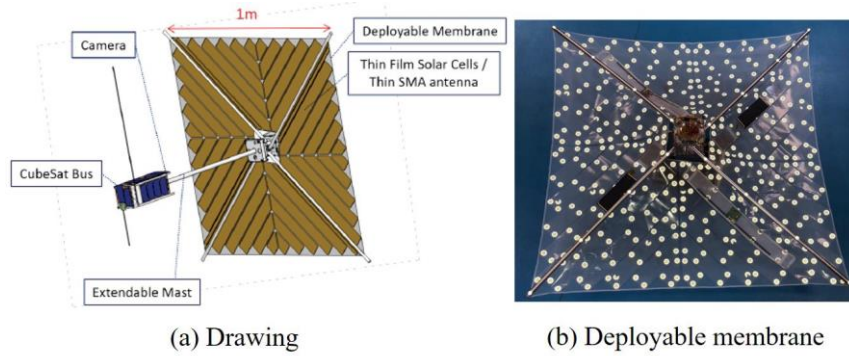 1m
Camera
Deployable Membrane
Thin Film Solar Cells /
Thin SMA antenna
CubeSat Bus
Extendable Mast
(a) Drawing
(b) Deployable membrane